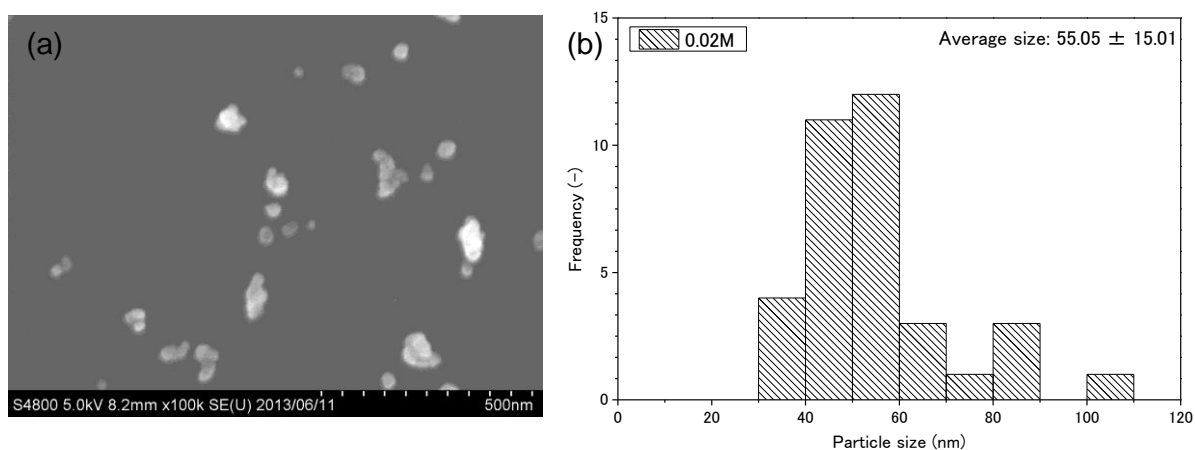 (a)
S4800 5.0kV 8.2mm x100k SE(U) 2013/06/11 500nm
(b)
0.02M
Average size: 55.05 ± 15.01
Frequency (-)
15
10
5
0
0 20 40 60 80 100 120
Particle size (nm)